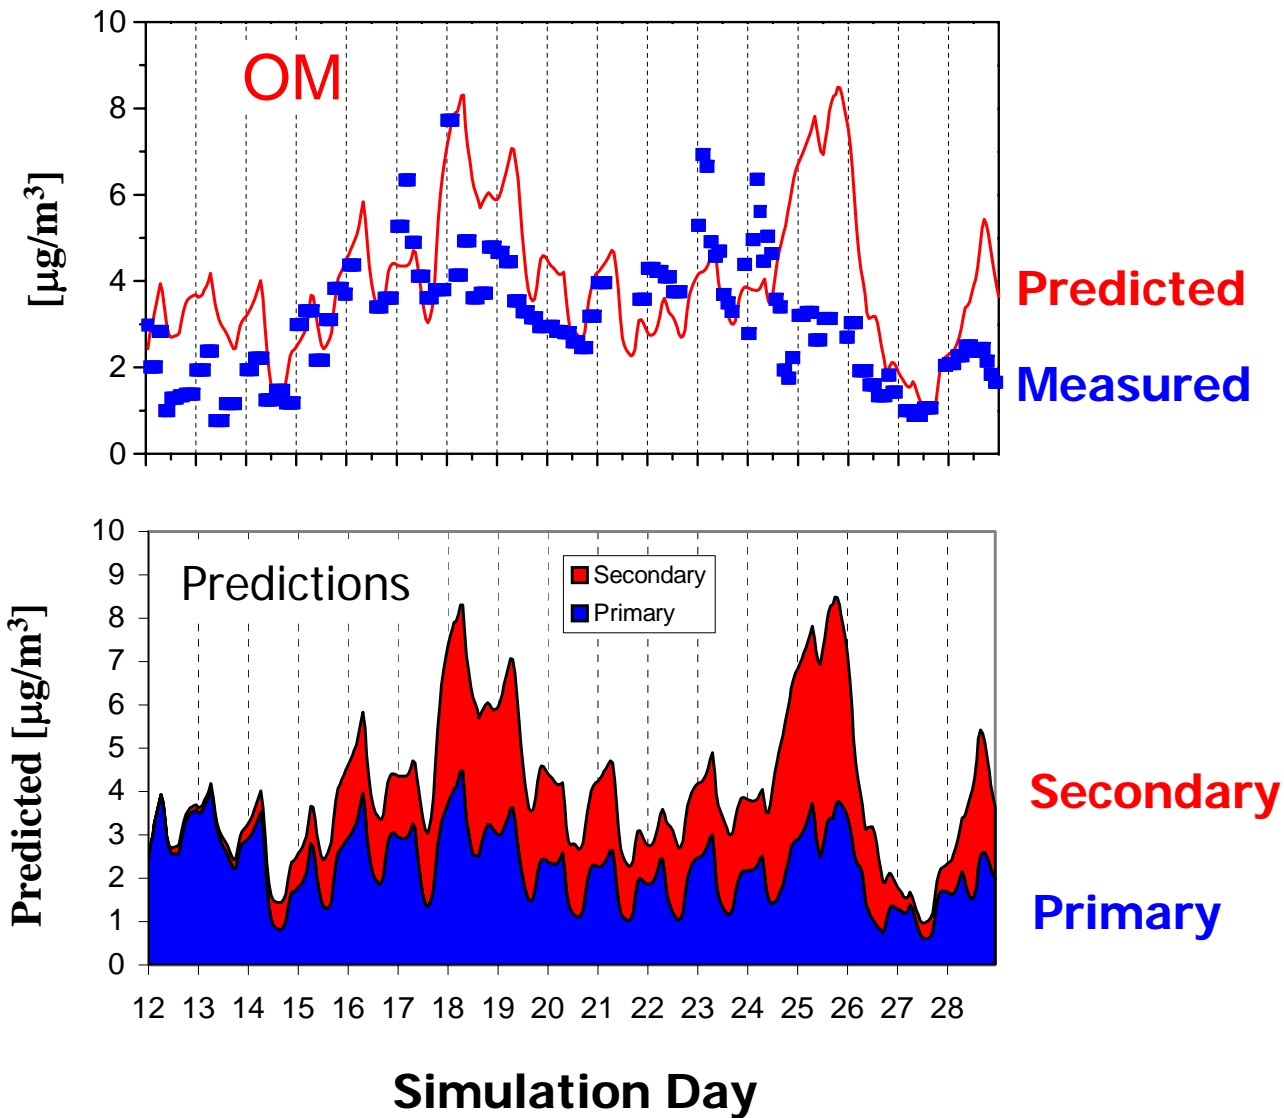 10
OM
8
6
[µg/m³]
4
Predicted
2
Measured
0
10
9
Predictions
Secondary
Primary
8
7
6
5
Predicted [µg/m³]
4
Secondary
3
2
Primary
1
0
12 13 14 15 16 17 18 19 20 21 22 23 24 25 26 27 28
Simulation Day